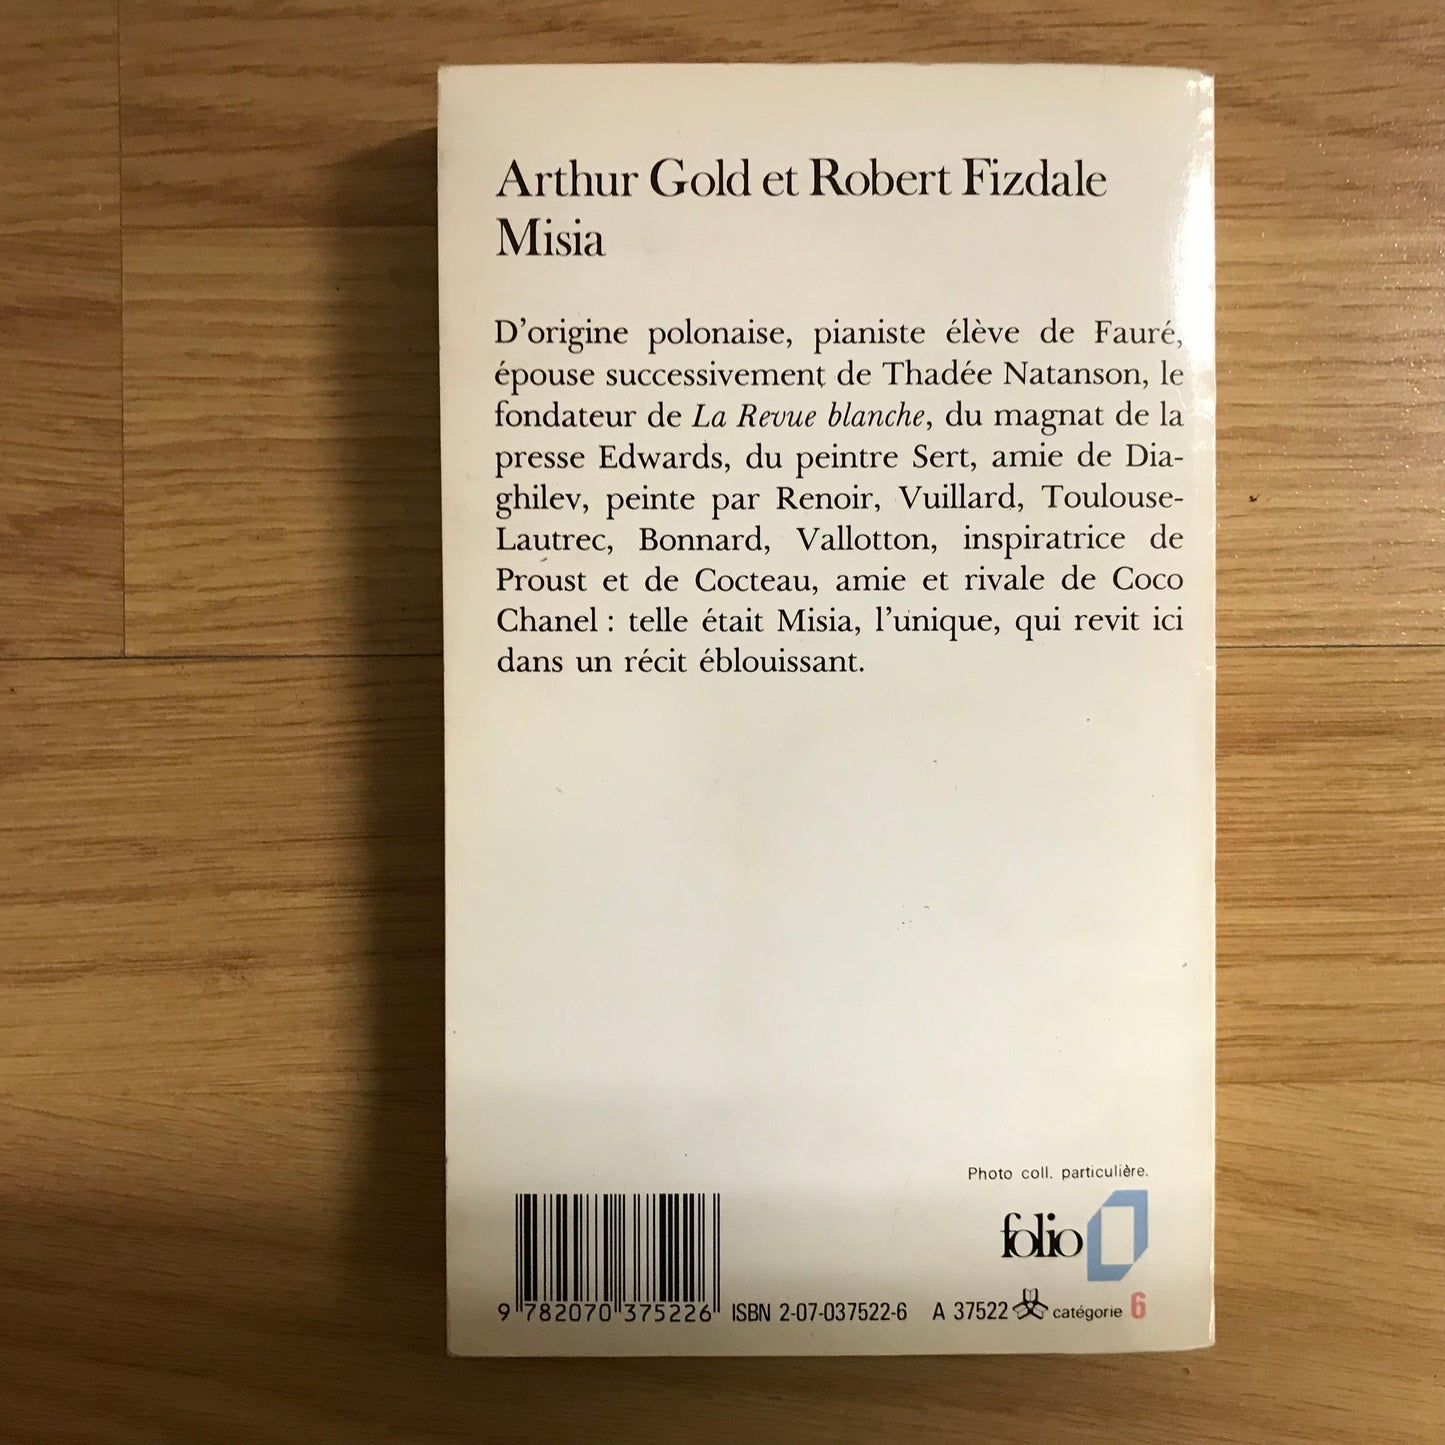 Arthur Gold et Robert Fizdale
Misia
D'origine polonaise, pianiste élève de Fauré,
épouse successivement de Thadée Natanson, le
fondateur de La Revue blanche, du magnat de la
presse Edwards, du peintre Sert, amie de Dia-
ghilev, peinte par Renoir, Vuillard, Toulouse-
Lautrec, Bonnard, Vallotton, inspiratrice de
Proust et de Cocteau, amie et rivale de Coco
Chanel : telle était Misia, l'unique, qui revit ici
dans un récit éblouissant.
Photo coll. particulière.
folio
9 782070 375226 ISBN 2-07-037522-6 A 37522 catégorie 6